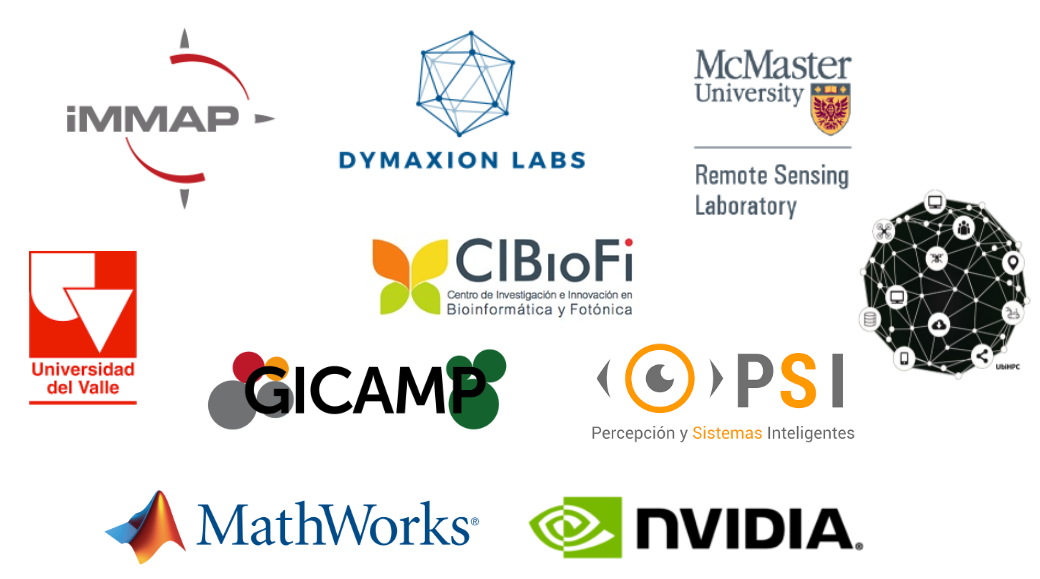 iMMAP
DYMAXION LABS
McMaster
University
Remote Sensing
Laboratory
CIBioFi
Centro de Investigación e Innovación en
Bioinformática y Fotónica
Universidad
del Valle
GICAMP
PSI
Percepción y Sistemas Inteligentes
UbiHPC
MathWorks®
NVIDIA®